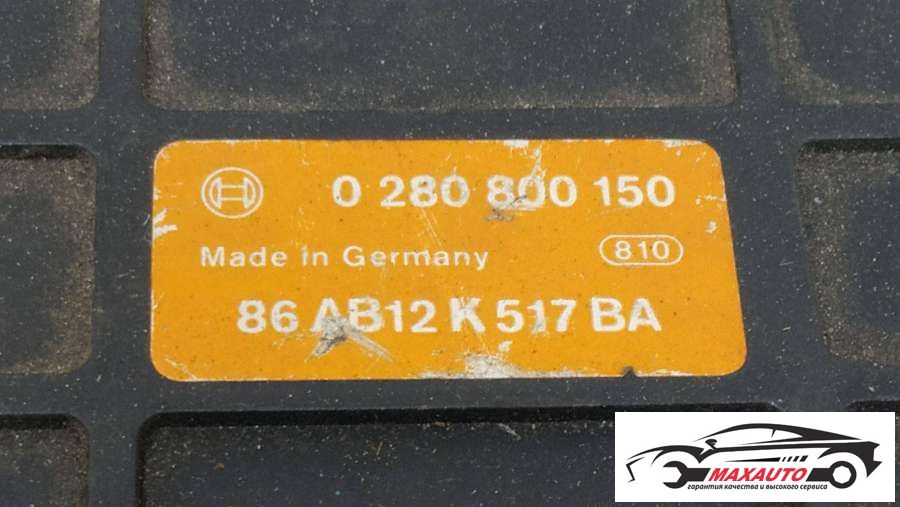 0 280 800 150
Made in Germany 810
86 AB12 K 517 BA
MAXAUTO
гарантия качества и высокого сервиса